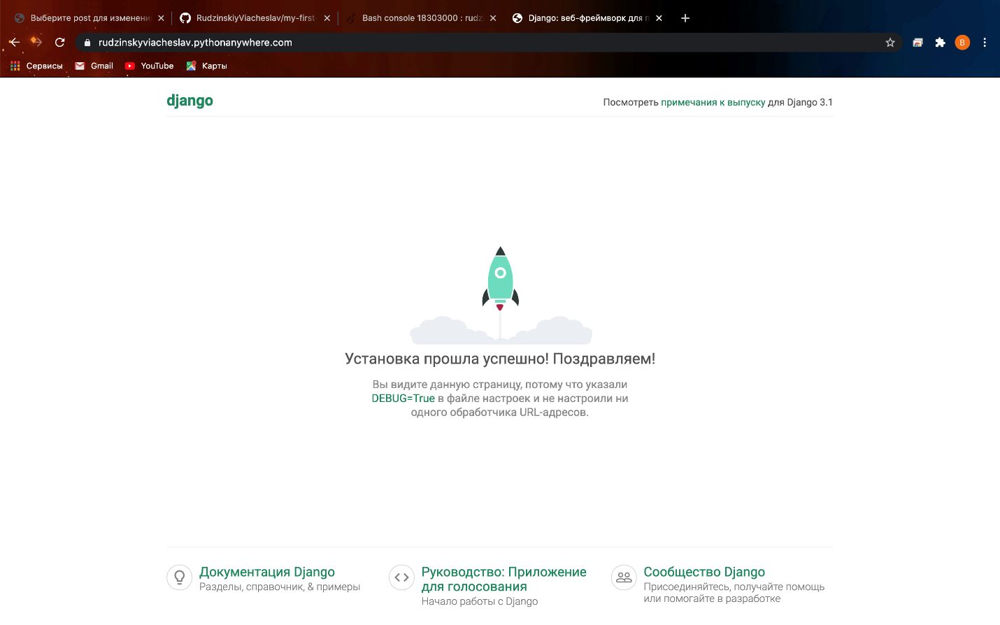 Выберите post для изменени
RudzinskiyViacheslav/my-first-
Bash console 18303000 : rudz
Django: веб-фреймворк для п
rudzinskyviacheslav.pythonanywhere.com
B
Сервисы
Gmail
YouTube
Карты
django
Посмотреть примечания к выпуску для Django 3.1
Установка прошла успешно! Поздравляем!
Вы видите данную страницу, потому что указали
DEBUG=True в файле настроек и не настроили ни
одного обработчика URL-адресов.
Документация Django
Разделы, справочник, & примеры
Руководство: Приложение
для голосования
Начало работы с Django
Сообщество Django
Присоединяйтесь, получайте помощь
или помогайте в разработке